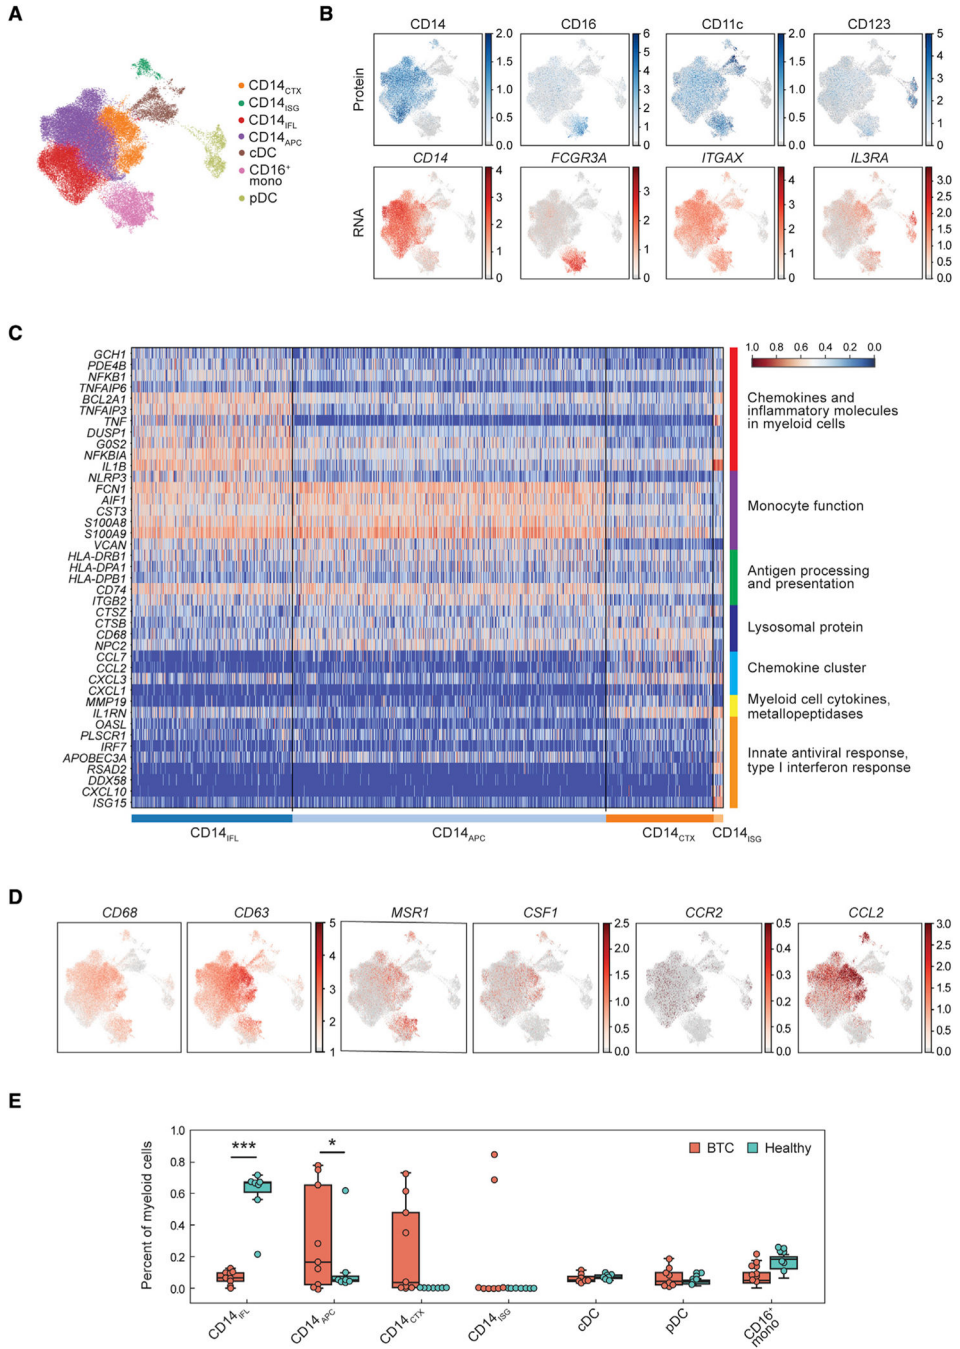 A
CD14CTX
CD14ISG
CD14IFL
CD14APC
cDC
CD16+
mono
pDC
B
CD14 CD16 CD11c CD123
Protein
2.0
1.5
1.0
0.5
0.0
6
5
4
3
2
1
0
2.0
1.5
1.0
0.5
0.0
5
4
3
2
1
0
CD14 FCGR3A ITGAX IL3RA
RNA
4
3
2
1
0
4
3
2
1
0
4
3
2
1
0
3.0
2.5
2.0
1.5
1.0
0.5
0.0
C
1.0 0.8 0.6 0.4 0.2 0.0
GCH1
PDE4B
NFKB1
TNFAIP6
BCL2A1
TNFAIP3
TNF
DUSP1
G0S2
NFKBIA
IL1B
NLRP3
FCN1
AIF1
CST3
S100A8
S100A9
VCAN
HLA-DRB1
HLA-DPA1
HLA-DPB1
CD74
ITGB2
CTSZ
CTSB
CD68
NPC2
CCL7
CCL2
CXCL3
CXCL1
MMP19
IL1RN
OASL
PLSCR1
IRF7
APOBEC3A
RSAD2
DDX58
CXCL10
ISG15
Chemokines and
inflammatory molecules
in myeloid cells
Monocyte function
Antigen processing
and presentation
Lysosomal protein
Chemokine cluster
Myeloid cell cytokines,
metallopeptidases
Innate antiviral response,
type I interferon response
CD14IFL CD14APC CD14CTX CD14ISG
D
CD68 CD63 MSR1 CSF1 CCR2 CCL2
5
4
3
2
1
2.5
2.0
1.5
1.0
0.5
0.0
0.5
0.4
0.3
0.2
0.5
0.0
3.0
2.5
2.0
1.5
1.0
0.5
0.0
E
Percent of myeloid cells
1.0
0.8
0.6
0.4
0.2
0.0
*** *
BTC Healthy
CD14IFL
CD14APC
CD14CTX
CD14ISG
cDC
pDC
CD16+
mono